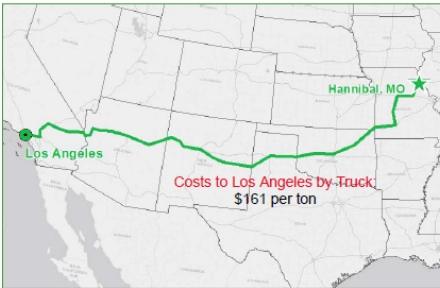 Hannibal, MO
Los Angeles
Costs to Los Angeles by Truck:
$161 per ton